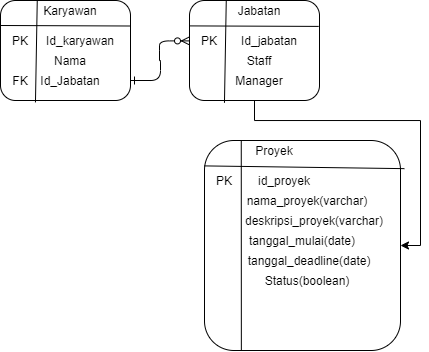 Karyawan
PK Id_karyawan
Nama
FK Id_Jabatan
Jabatan
PK Id_jabatan
Staff
Manager
Proyek
PK id_proyek
nama_proyek(varchar)
deskripsi_proyek(varchar)
tanggal_mulai(date)
tanggal_deadline(date)
Status(boolean)